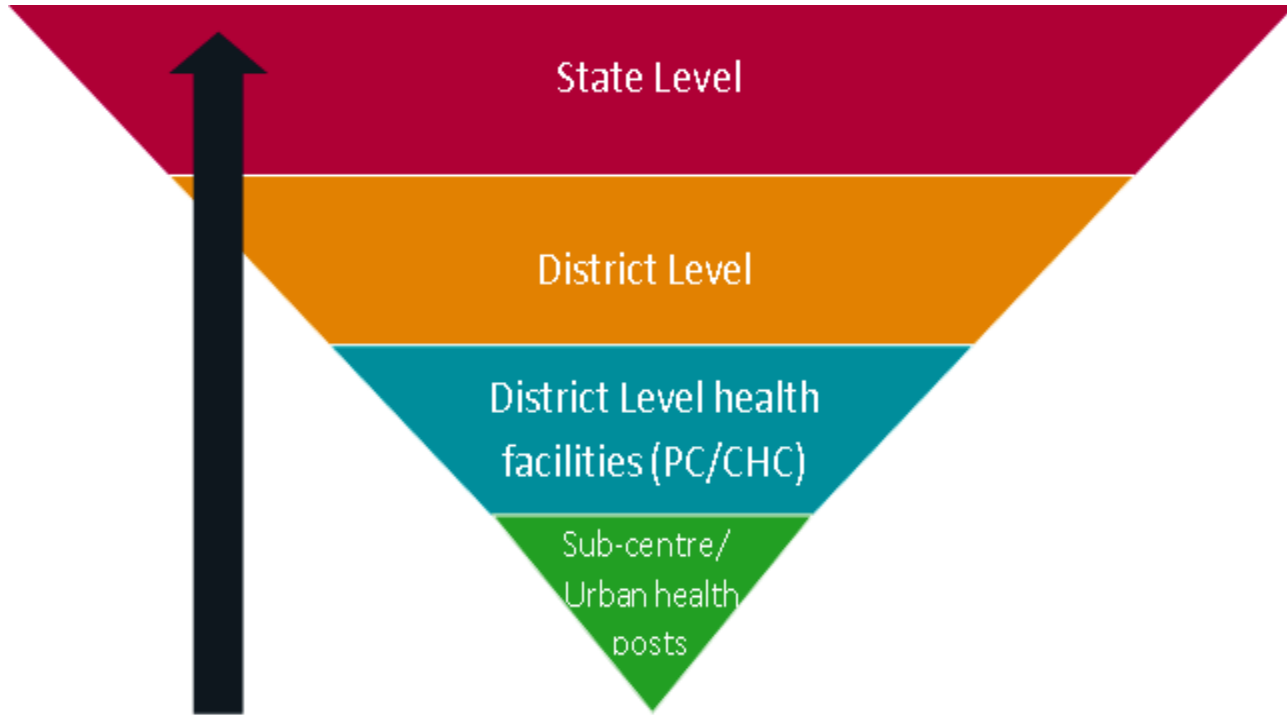 State Level
District Level
District Level health
facilities (PC/CHC)
Sub-centre/
Urban health
posts